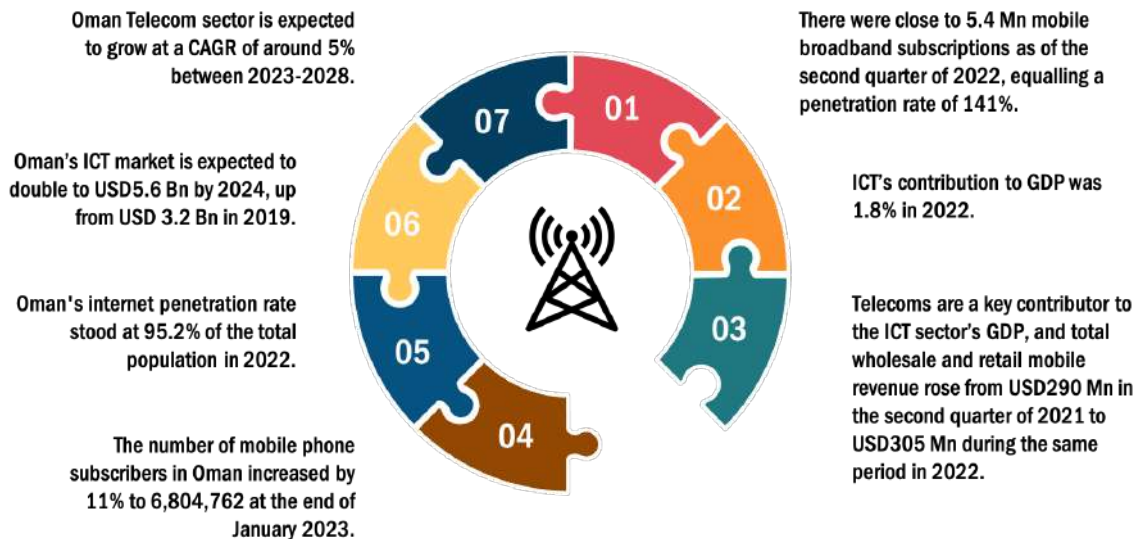 Oman Telecom sector is expected
to grow at a CAGR of around 5%
between 2023-2028.
There were close to 5.4 Mn mobile
broadband subscriptions as of the
second quarter of 2022, equalling a
penetration rate of 141%.
07
01
Oman's ICT market is expected to
double to USD5.6 Bn by 2024, up
from USD 3.2 Bn in 2019.
06
02
ICT's contribution to GDP was
1.8% in 2022.
Oman's internet penetration rate
stood at 95.2% of the total
population in 2022.
05
03
Telecoms are a key contributor to
the ICT sector's GDP, and total
wholesale and retail mobile
revenue rose from USD290 Mn in
the second quarter of 2021 to
USD305 Mn during the same
period in 2022.
The number of mobile phone
subscribers in Oman increased by
11% to 6,804,762 at the end of
January 2023.
04